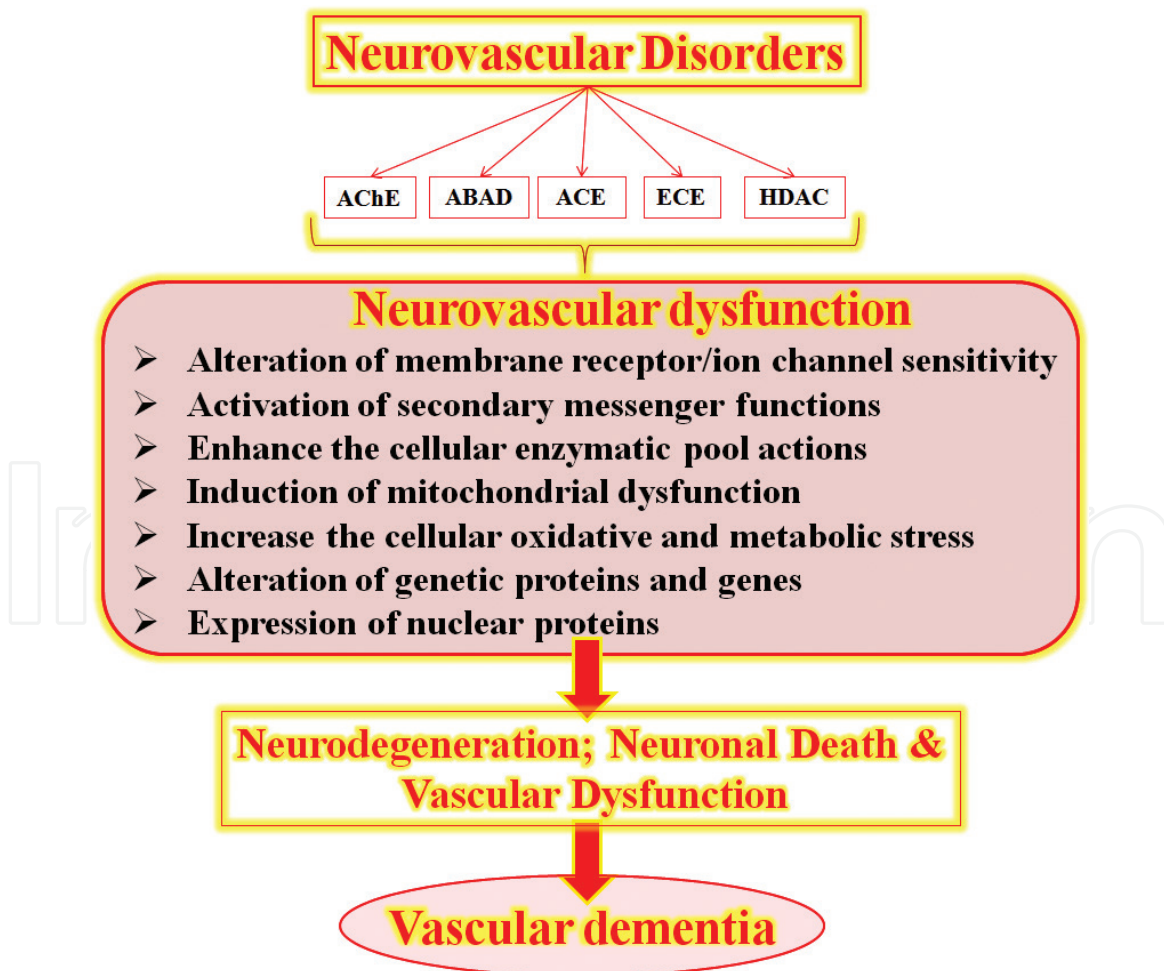 Neurovascular Disorders
AChE ABAD ACE ECE HDAC
Neurovascular dysfunction
➢ Alteration of membrane receptor/ion channel sensitivity
➢ Activation of secondary messenger functions
➢ Enhance the cellular enzymatic pool actions
➢ Induction of mitochondrial dysfunction
➢ Increase the cellular oxidative and metabolic stress
➢ Alteration of genetic proteins and genes
➢ Expression of nuclear proteins
Neurodegeneration; Neuronal Death &
Vascular Dysfunction
Vascular dementia